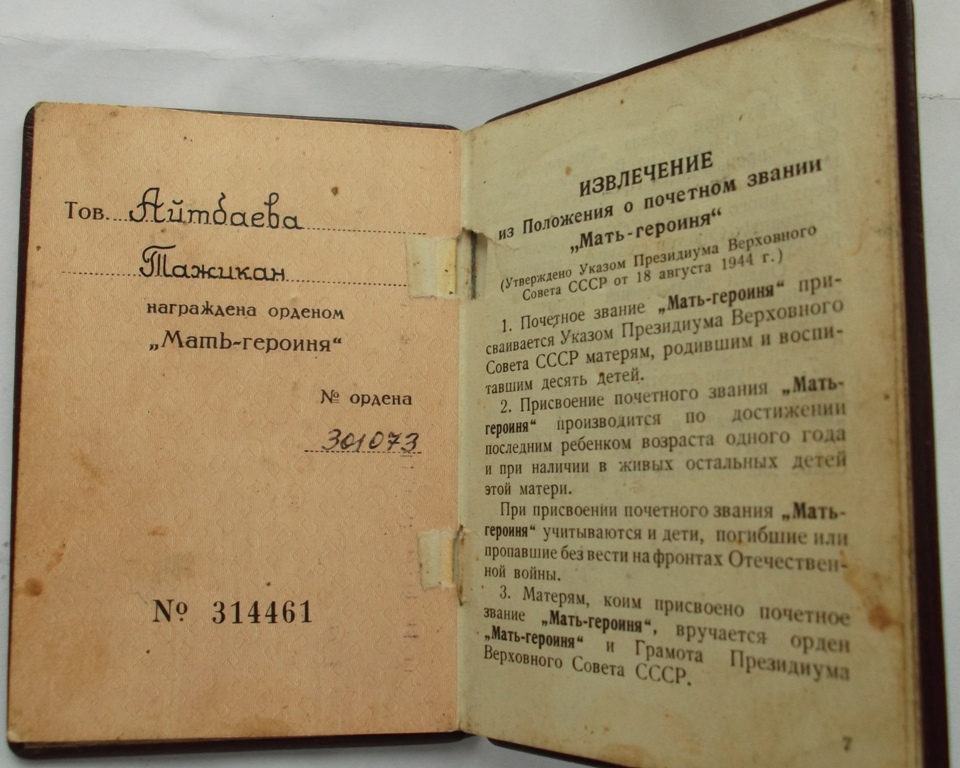 Тов. Айтбаева
Тажикан
награждена орденом
„Мать-героиня“
№ ордена
301073
№ 314461
ИЗВЛЕЧЕНИЕ
из Положения о почетном звании
„Мать-героиня“
(Утверждено Указом Президиума Верховного
Совета СССР от 18 августа 1944 г.)
1. Почетное звание „Мать-героиня“ при-
сваивается Указом Президиума Верховного
Совета СССР матерям, родившим и воспи-
тавшим десять детей.
2. Присвоение почетного звания „Мать-
героиня“ производится по достижении
последним ребенком возраста одного года
и при наличии в живых остальных детей
этой матери.
При присвоении почетного звания „Мать-
героиня“ учитываются и дети, погибшие или
пропавшие без вести на фронтах Отечествен-
ной войны.
3. Матерям, коим присвоено почетное
звание „Мать-героиня“, вручается орден
„Мать-героиня“ и Грамота Президиума
Верховного Совета СССР.
7